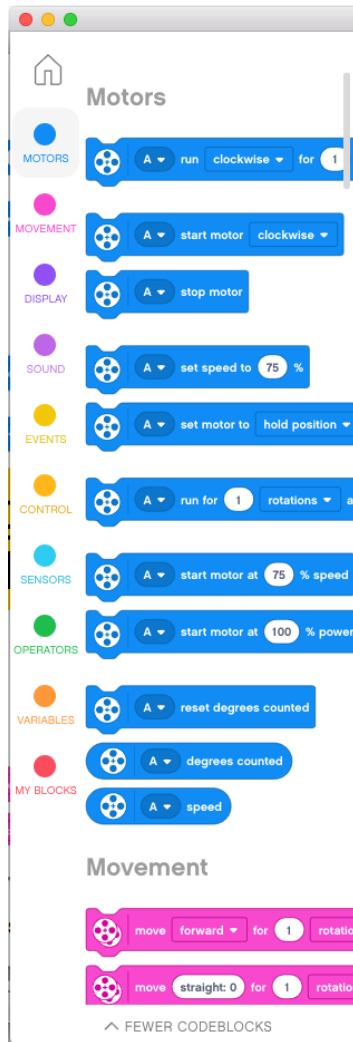 Motors
MOTORS
A run clockwise for 1
MOVEMENT
A start motor clockwise
DISPLAY
A stop motor
SOUND
A set speed to 75 %
EVENTS
A set motor to hold position
CONTROL
A run for 1 rotations a
SENSORS
A start motor at 75 % speed
OPERATORS
A start motor at 100 % power
VARIABLES
A reset degrees counted
A degrees counted
MY BLOCKS
A speed
Movement
move forward for 1 rotatio
move straight: 0 for 1 rotatio
FEWER CODEBLOCKS